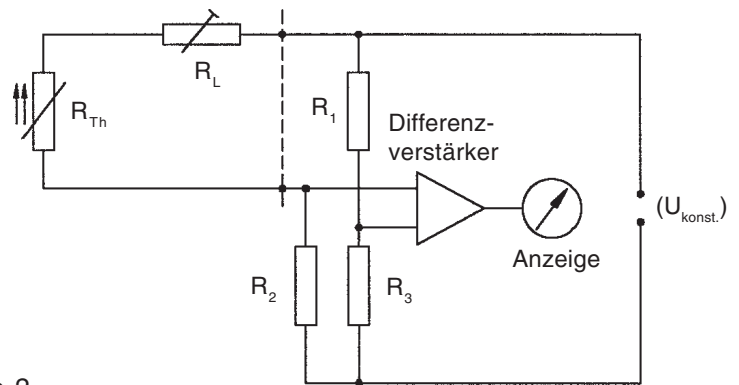 R_L
R_Th
R_1
Differenz-
verstärker
(U_konst.)
Anzeige
R_2
R_3